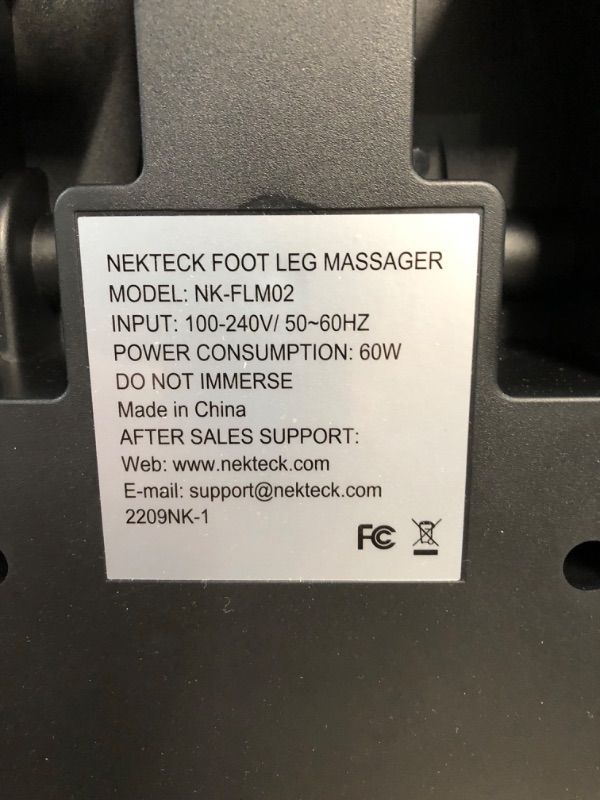 NEKTECK FOOT LEG MASSAGER
MODEL: NK-FLM02
INPUT: 100-240V/ 50~60HZ
POWER CONSUMPTION: 60W
DO NOT IMMERSE
Made in China
AFTER SALES SUPPORT:
Web: www.nekteck.com
E-mail: support@nekteck.com
2209NK-1
FC